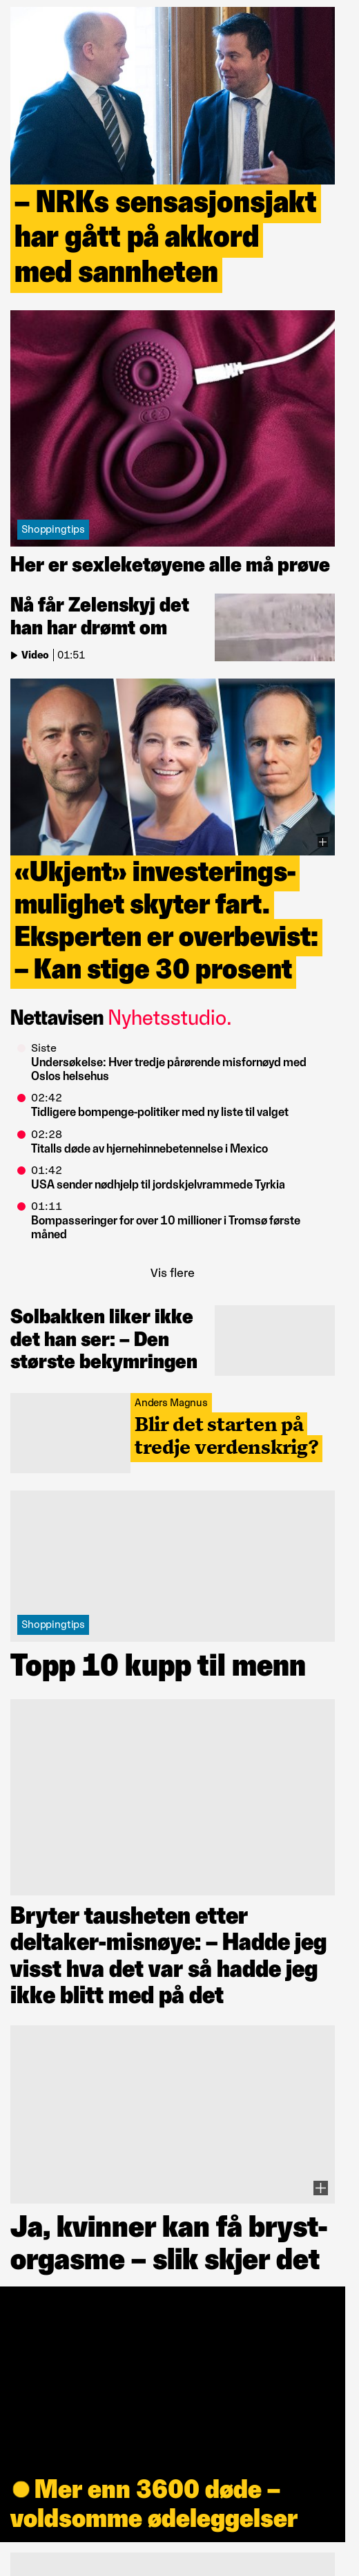 – NRKs sensasjonsjakt
har gått på akkord
med sannheten
Shoppingtips
Her er sexleketøyene alle må prøve
Nå får Zelenskyj det
han har drømt om
Video | 01:51
«Ukjent» investerings-
mulighet skyter fart.
Eksperten er overbevist:
– Kan stige 30 prosent
Nettavisen Nyhetsstudio.
Siste
Undersøkelse: Hver tredje pårørende misfornøyd med
Oslos helsehus
02:42
Tidligere bompenge-politiker med ny liste til valget
02:28
Titalls døde av hjernehinnebetennelse i Mexico
01:42
USA sender nødhjelp til jordskjelvrammede Tyrkia
01:11
Bompasseringer for over 10 millioner i Tromsø første
måned
Vis flere
Solbakken liker ikke
det han ser: – Den
største bekymringen
Anders Magnus
Blir det starten på
tredje verdenskrig?
Shoppingtips
Topp 10 kupp til menn
Bryter tausheten etter
deltaker-misnøye: – Hadde jeg
visst hva det var så hadde jeg
ikke blitt med på det
Ja, kvinner kan få bryst-
orgasme – slik skjer det
Mer enn 3600 døde –
voldsomme ødeleggelser